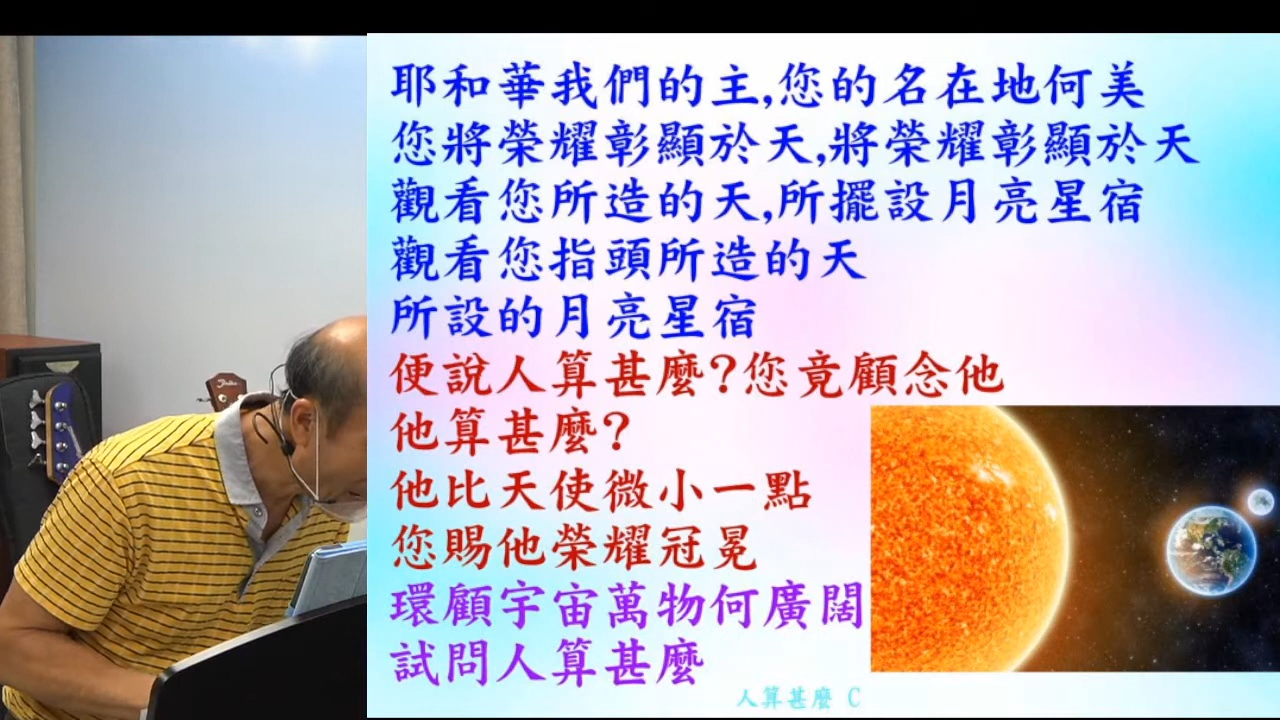 耶和華我們的主,您的名在地何美
您將榮耀彰顯於天,將榮耀彰顯於天
觀看您所造的天,所擺設月亮星宿
觀看您指頭所造的天
所設的月亮星宿
便說人算甚麼?您竟顧念他
他算甚麼?
他比天使微小一點
您賜他榮耀冠冕
環顧宇宙萬物何廣闊
試問人算甚麼
人算甚麼 C